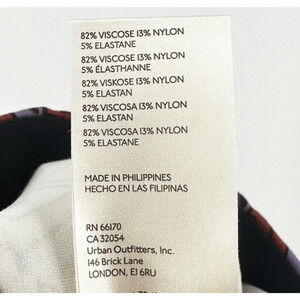 82% VISCOSE 13% NYLON
5% ELASTANE
82% VISCOSE 13% NYLON
5% ÉLASTHANNE
82% VISKOSE 13% NYLON
5% ELASTAN
82% VISCOSA 13% NYLON
5% ELASTAN
82% VISCOSA 13% NYLON
5% ELASTANE
MADE IN PHILIPPINES
HECHO EN LAS FILIPINAS
RN 66170
CA 32054
Urban Outfitters, Inc.
146 Brick Lane
LONDON, E1 6RU